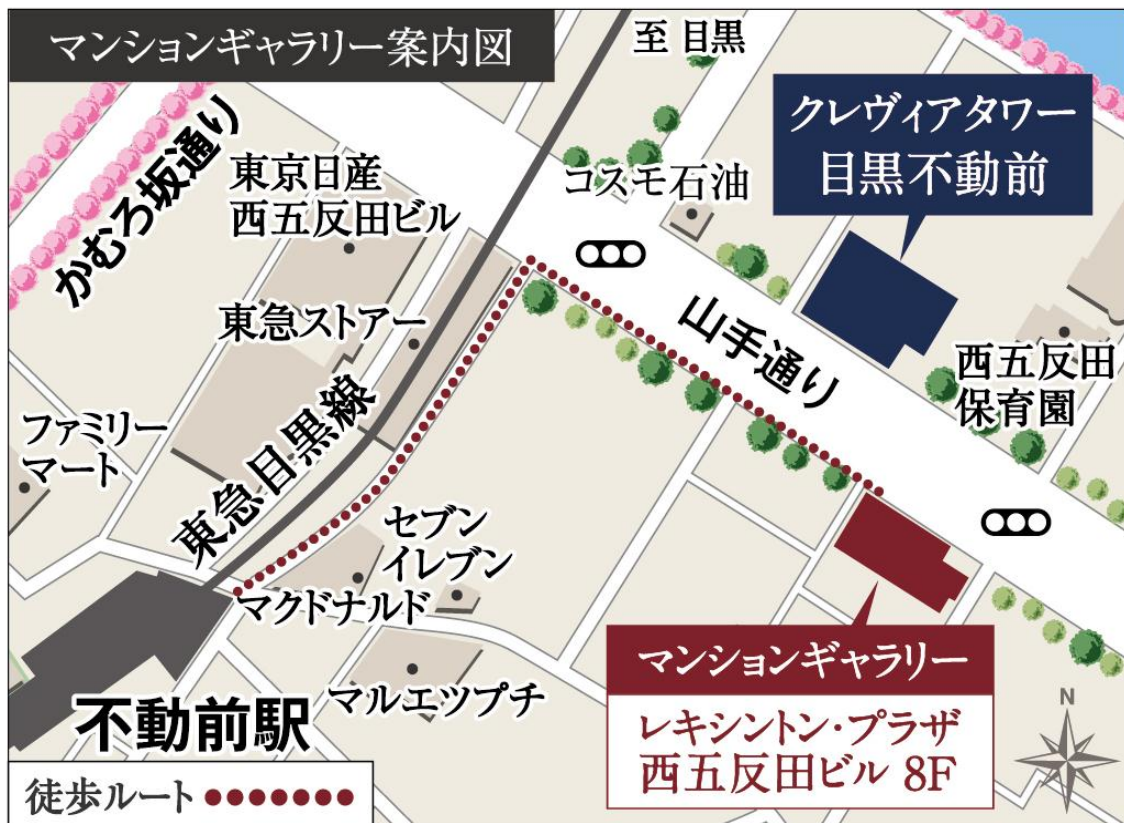 マンションギャラリー案内図
至 目黒
クレヴィアタワー
目黒不動前
かむろ坂通り
東京日産
西五反田ビル
コスモ石油
東急ストアー
山手通り
西五反田
保育園
ファミリー
マート
東急目黒線
セブン
イレブン
マクドナルド
マルエツプチ
不動前駅
マンションギャラリー
レキシントン・プラザ
西五反田ビル 8F
N
徒歩ルート